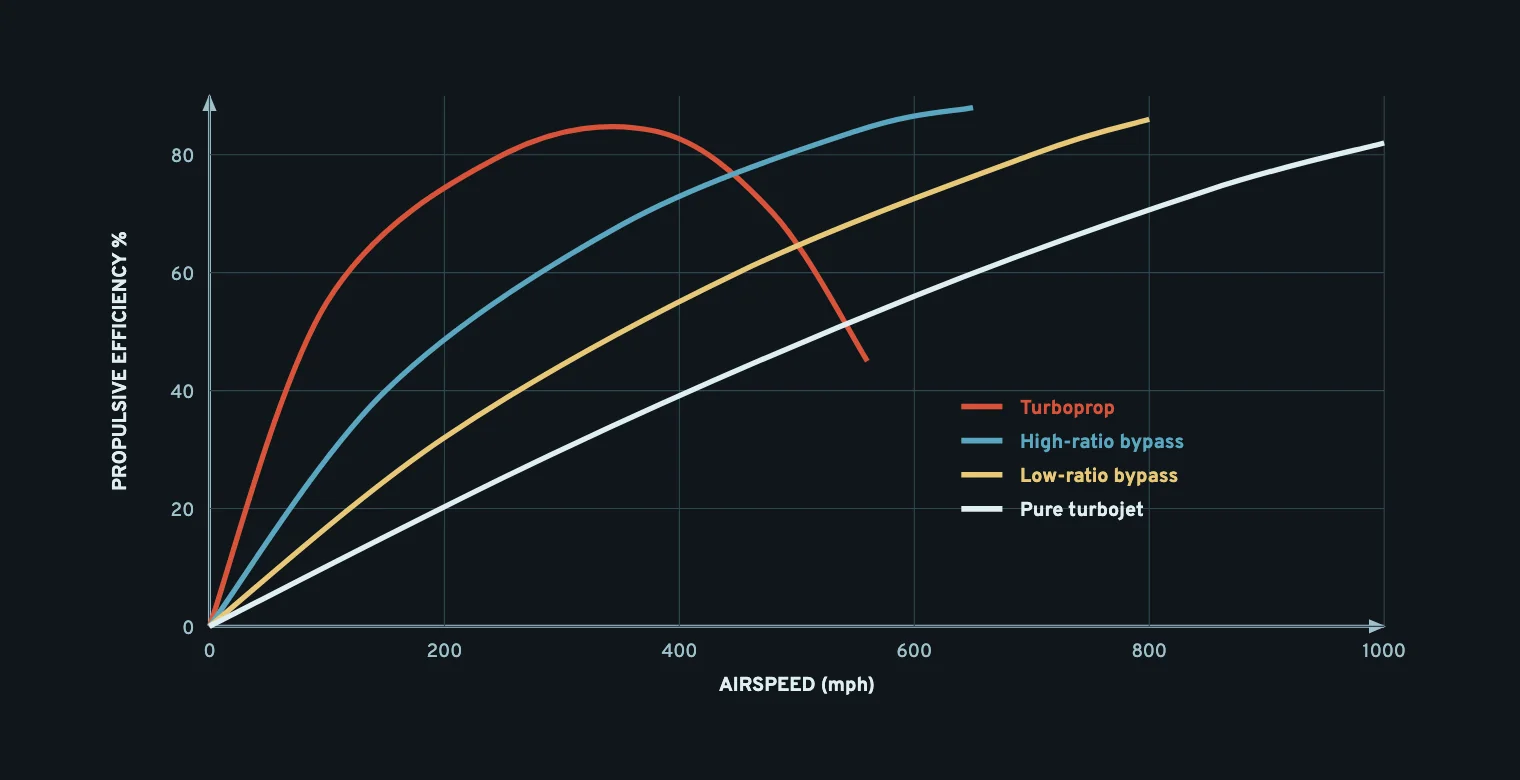 PROPULSIVE EFFICIENCY %
80
60
40
20
0
0 200 400 600 800 1000
AIRSPEED (mph)
Turboprop
High-ratio bypass
Low-ratio bypass
Pure turbojet